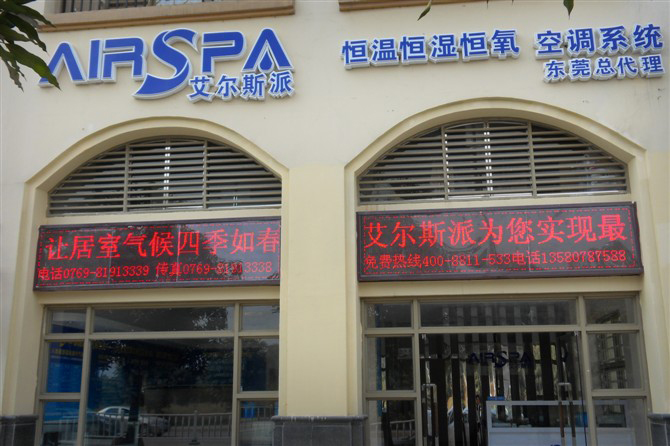 AIRSPA
艾尔斯派
恒温恒湿恒氧 空调系统
东莞总代理
让居室气候四季如春
电话0769-81913339 传真0769-81913338
艾尔斯派为您实现最
免费热线400-8811-533电话13580787588
AIRSPA